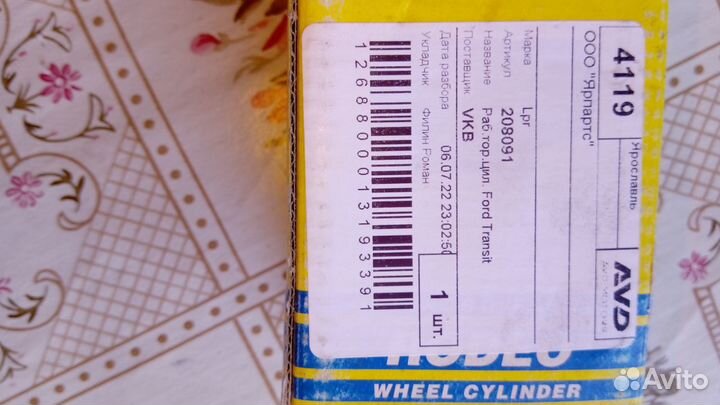 4119
Ярославль
AVD
ООО "Ярпартс"
Марка Lpr
Артикул 208091
Название Раб.тор.цил. Ford Transit
Поставщик VKB
Дата разбора 06.07.22 23:02:50
Укладчик Филин Роман
1 шт.
1268800013193391
WHEEL CYLINDER
Avito